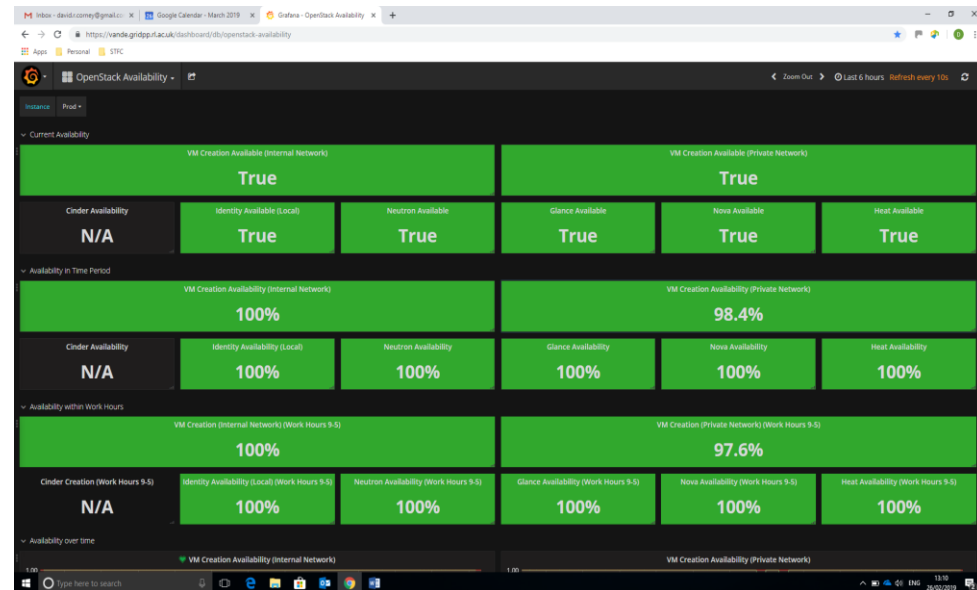 Inbox - david.r.corney@gmail.co
Google Calendar - March 2019
Grafana - OpenStack Availability
https://vande.gridpp.rl.ac.uk/dashboard/db/openstack-availability
Apps Personal STFC
OpenStack Availability
Zoom Out Last 6 hours Refresh every 10s
Instance Prod
Current Availability
VM Creation Available (Internal Network)
True
VM Creation Available (Private Network)
True
Cinder Availability
N/A
Identity Available (Local)
True
Neutron Available
True
Glance Available
True
Nova Available
True
Heat Available
True
Availability in Time Period
VM Creation Availability (Internal Network)
100%
VM Creation Availability (Private Network)
98.4%
Cinder Availability
N/A
Identity Availability (Local)
100%
Neutron Availability
100%
Glance Availability
100%
Nova Availability
100%
Heat Availability
100%
Availability within Work Hours
VM Creation (Internal Network) (Work Hours 9-5)
100%
VM Creation (Private Network) (Work Hours 9-5)
97.6%
Cinder Creation (Work Hours 9-5)
N/A
Identity Availability (Local) (Work Hours 9-5)
100%
Neutron Availability (Work Hours 9-5)
100%
Glance Availability (Work Hours 9-5)
100%
Nova Availability (Work Hours 9-5)
100%
Heat Availability (Work Hours 9-5)
100%
Availability over time
VM Creation Availability (Internal Network)
1.00
VM Creation Availability (Private Network)
1.00
Type here to search
ENG
13:10
26/02/2019